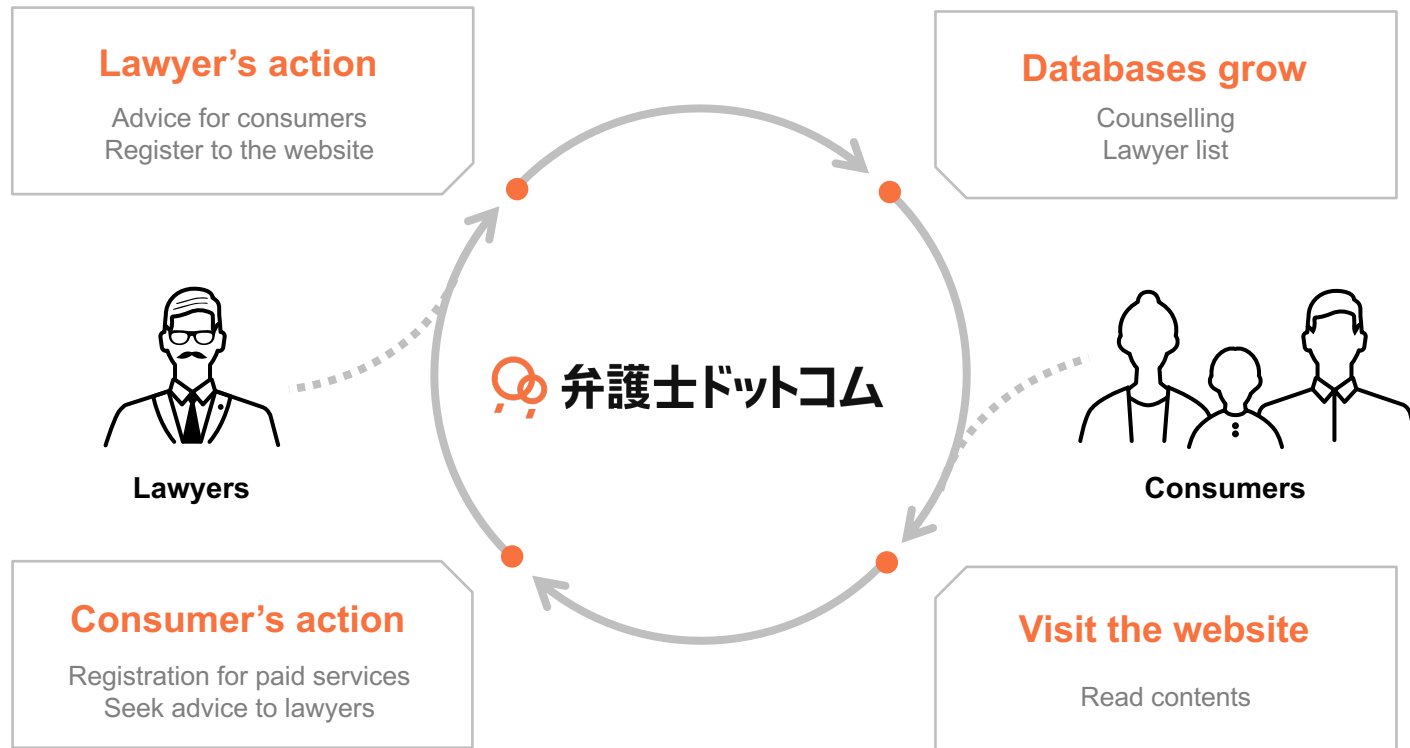 Lawyer’s action
Advice for consumers
Register to the website
Databases grow
Counselling
Lawyer list
弁護士ドットコム
Lawyers
Consumers
Consumer’s action
Registration for paid services
Seek advice to lawyers
Visit the website
Read contents